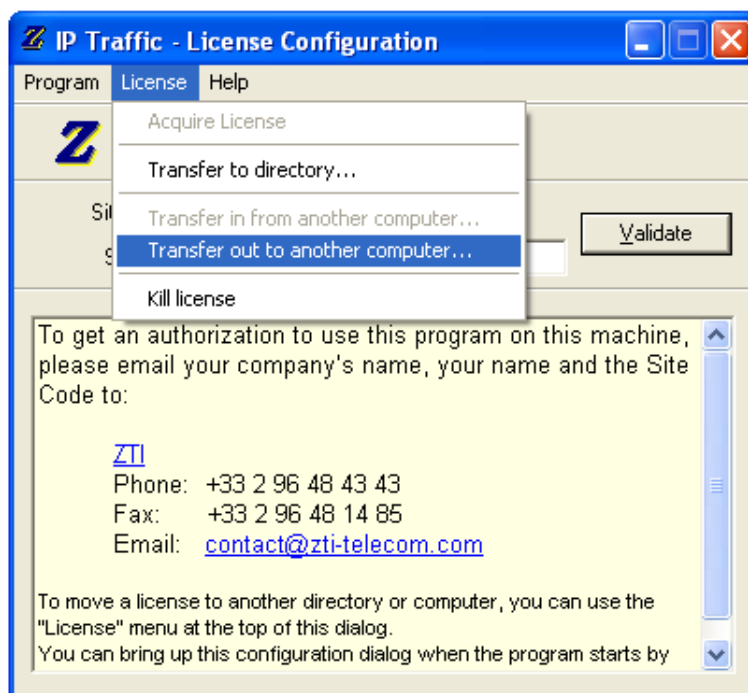 IP Traffic - License Configuration
Program License Help
Acquire License
Transfer to directory...
Transfer in from another computer...
Transfer out to another computer...
Kill license
Validate
To get an authorization to use this program on this machine,
please email your company's name, your name and the Site
Code to:
ZTI
Phone: +33 2 96 48 43 43
Fax: +33 2 96 48 14 85
Email: contact@zti-telecom.com
To move a license to another directory or computer, you can use the
"License" menu at the top of this dialog.
You can bring up this configuration dialog when the program starts by